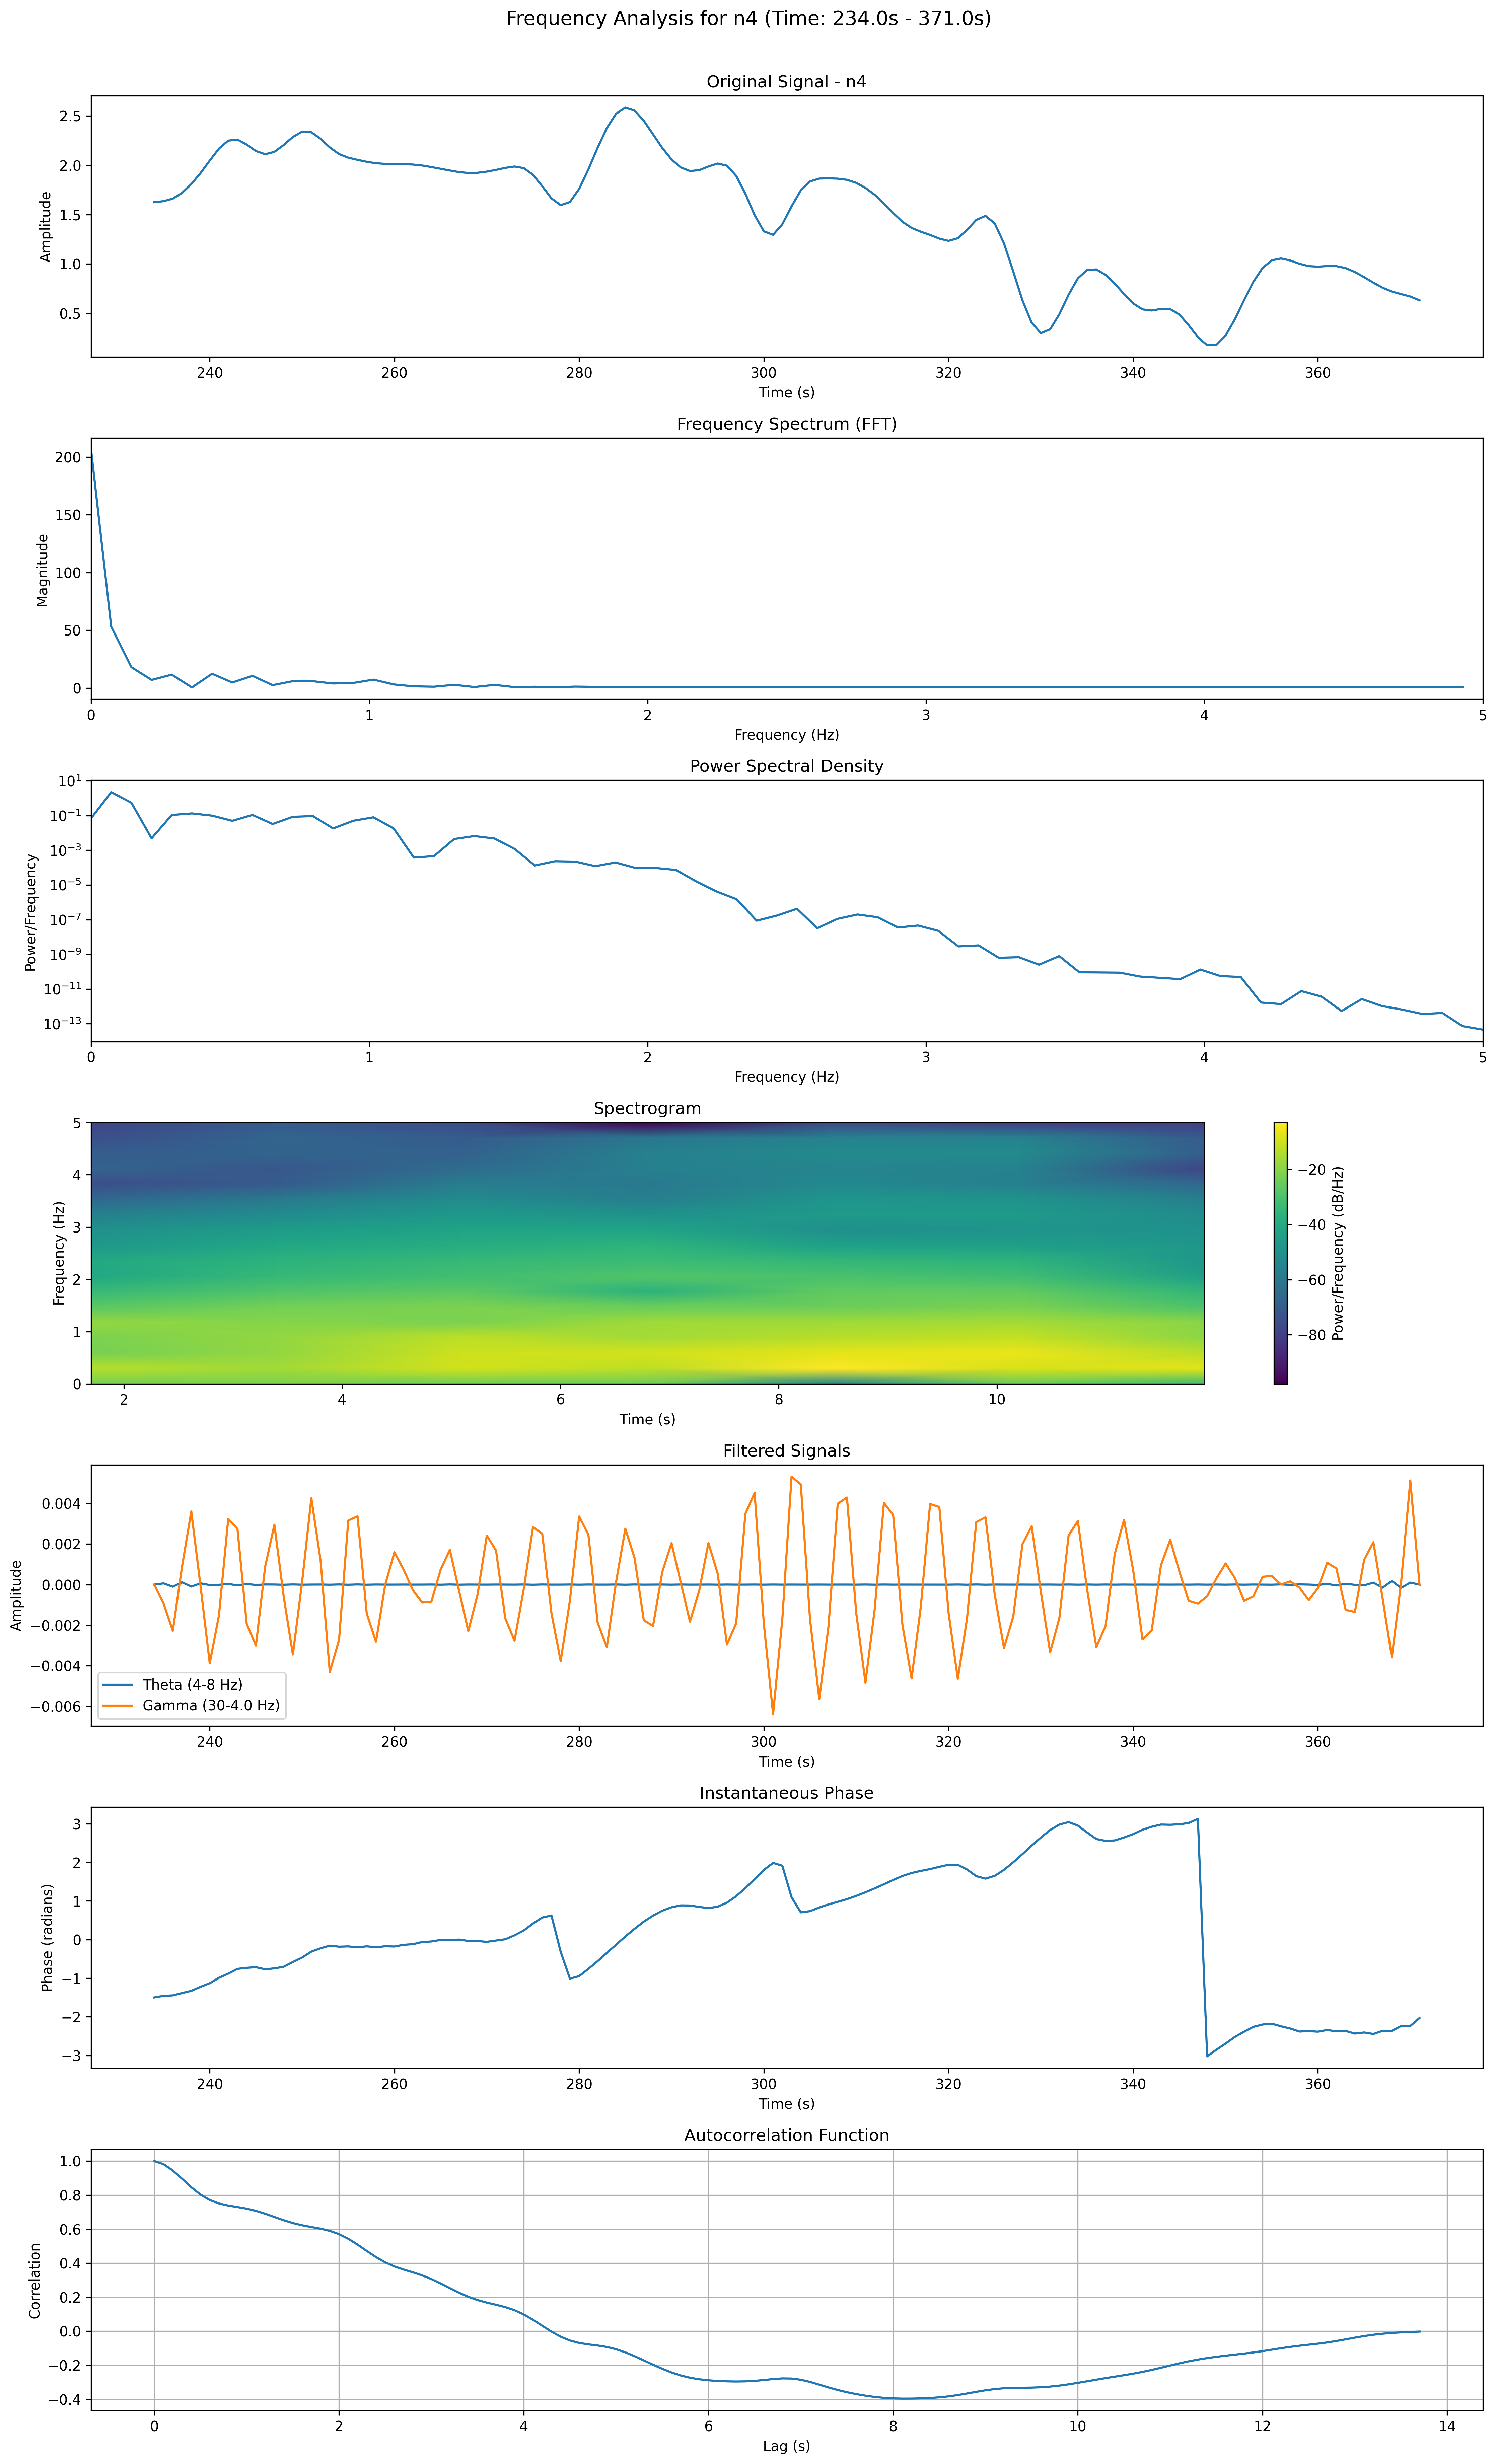 Frequency Analysis for n4 (Time: 234.0s - 371.0s)
Original Signal - n4
Amplitude
2.5
2.0
1.5
1.0
0.5
240 260 280 300 320 340 360
Time (s)
Frequency Spectrum (FFT)
Magnitude
200
150
100
50
0
0 1 2 3 4 5
Frequency (Hz)
Power Spectral Density
Power/Frequency
10¹
10⁻¹
10⁻³
10⁻⁵
10⁻⁷
10⁻⁹
10⁻¹¹
10⁻¹³
0 1 2 3 4 5
Frequency (Hz)
Spectrogram
Frequency (Hz)
5
4
3
2
1
0
2 4 6 8 10
Time (s)
−20
−40
−60
−80
Power/Frequency (dB/Hz)
Filtered Signals
Amplitude
0.004
0.002
0.000
−0.002
−0.004
−0.006
Theta (4-8 Hz)
Gamma (30-4.0 Hz)
240 260 280 300 320 340 360
Time (s)
Instantaneous Phase
Phase (radians)
3
2
1
0
−1
−2
−3
240 260 280 300 320 340 360
Time (s)
Autocorrelation Function
Correlation
1.0
0.8
0.6
0.4
0.2
0.0
−0.2
−0.4
0 2 4 6 8 10 12 14
Lag (s)